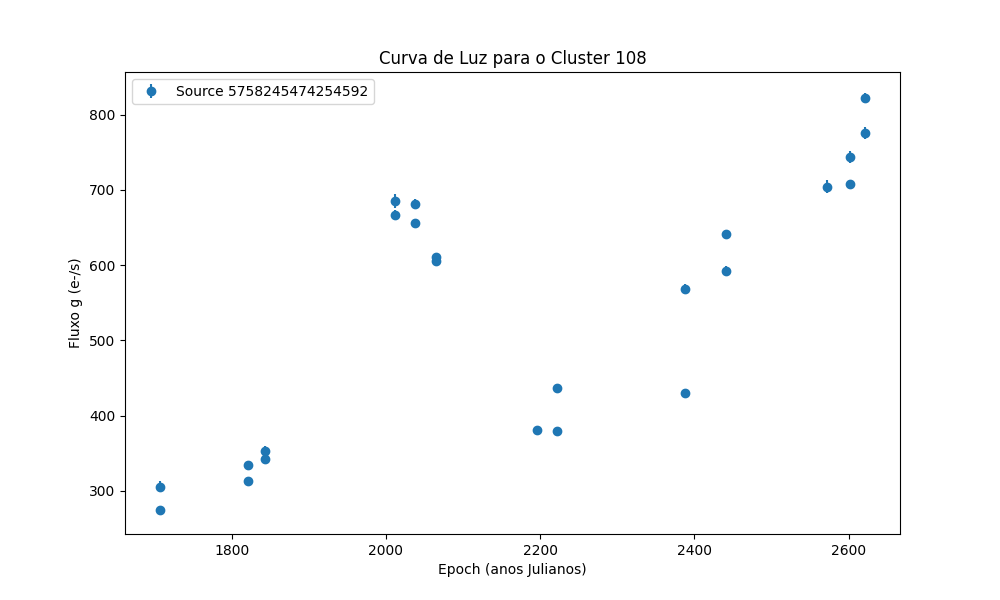 Curva de Luz para o Cluster 108
Source 5758245474254592
800
700
600
500
400
300
Fluxo g (e-/s)
1800 2000 2200 2400 2600
Epoch (anos Julianos)